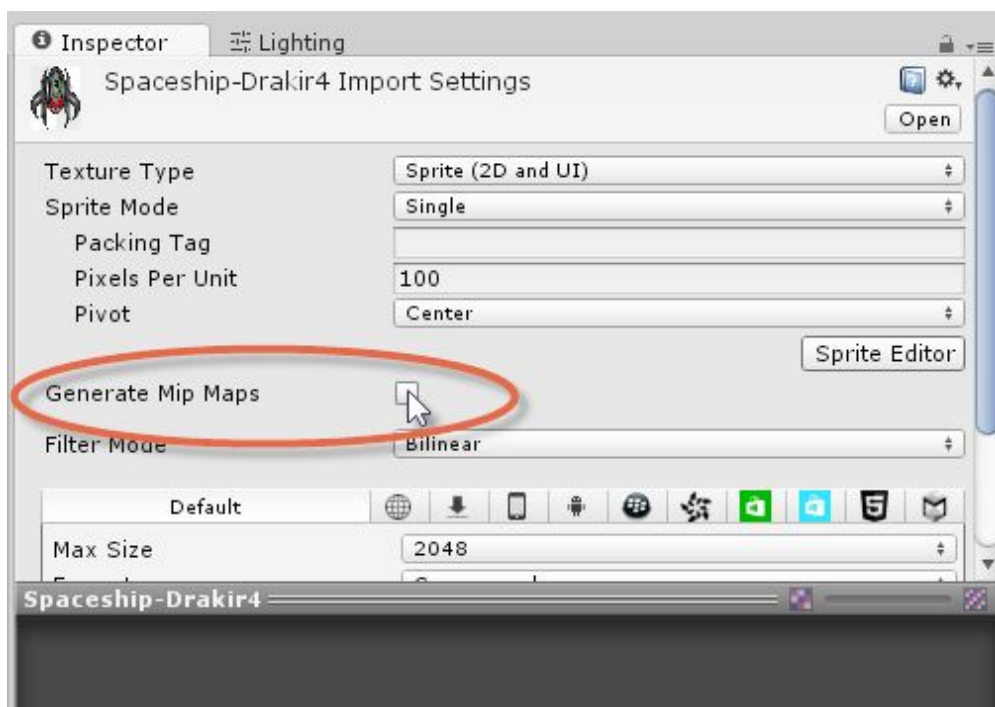 Inspector Lighting
Spaceship-Drakir4 Import Settings
Open
Texture Type Sprite (2D and UI)
Sprite Mode Single
Packing Tag
Pixels Per Unit 100
Pivot Center
Sprite Editor
Generate Mip Maps
Filter Mode Bilinear
Default
Max Size 2048
Spaceship-Drakir4